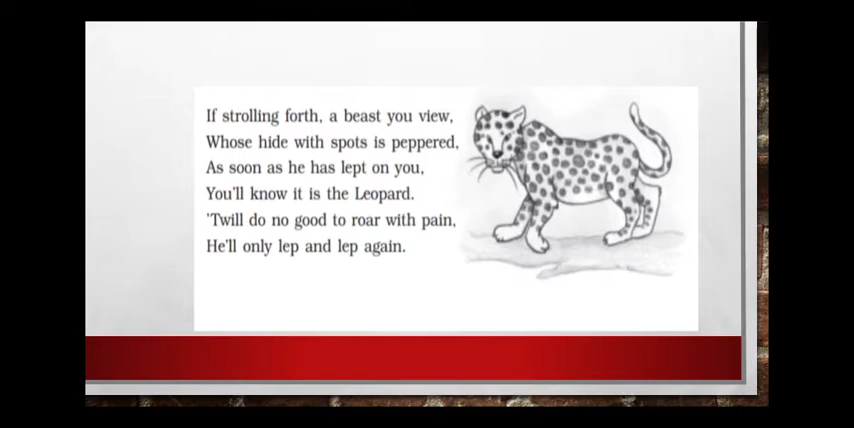 If strolling forth, a beast you view,
Whose hide with spots is peppered,
As soon as he has lept on you,
You'll know it is the Leopard.
'Twill do no good to roar with pain,
He'll only lep and lep again.